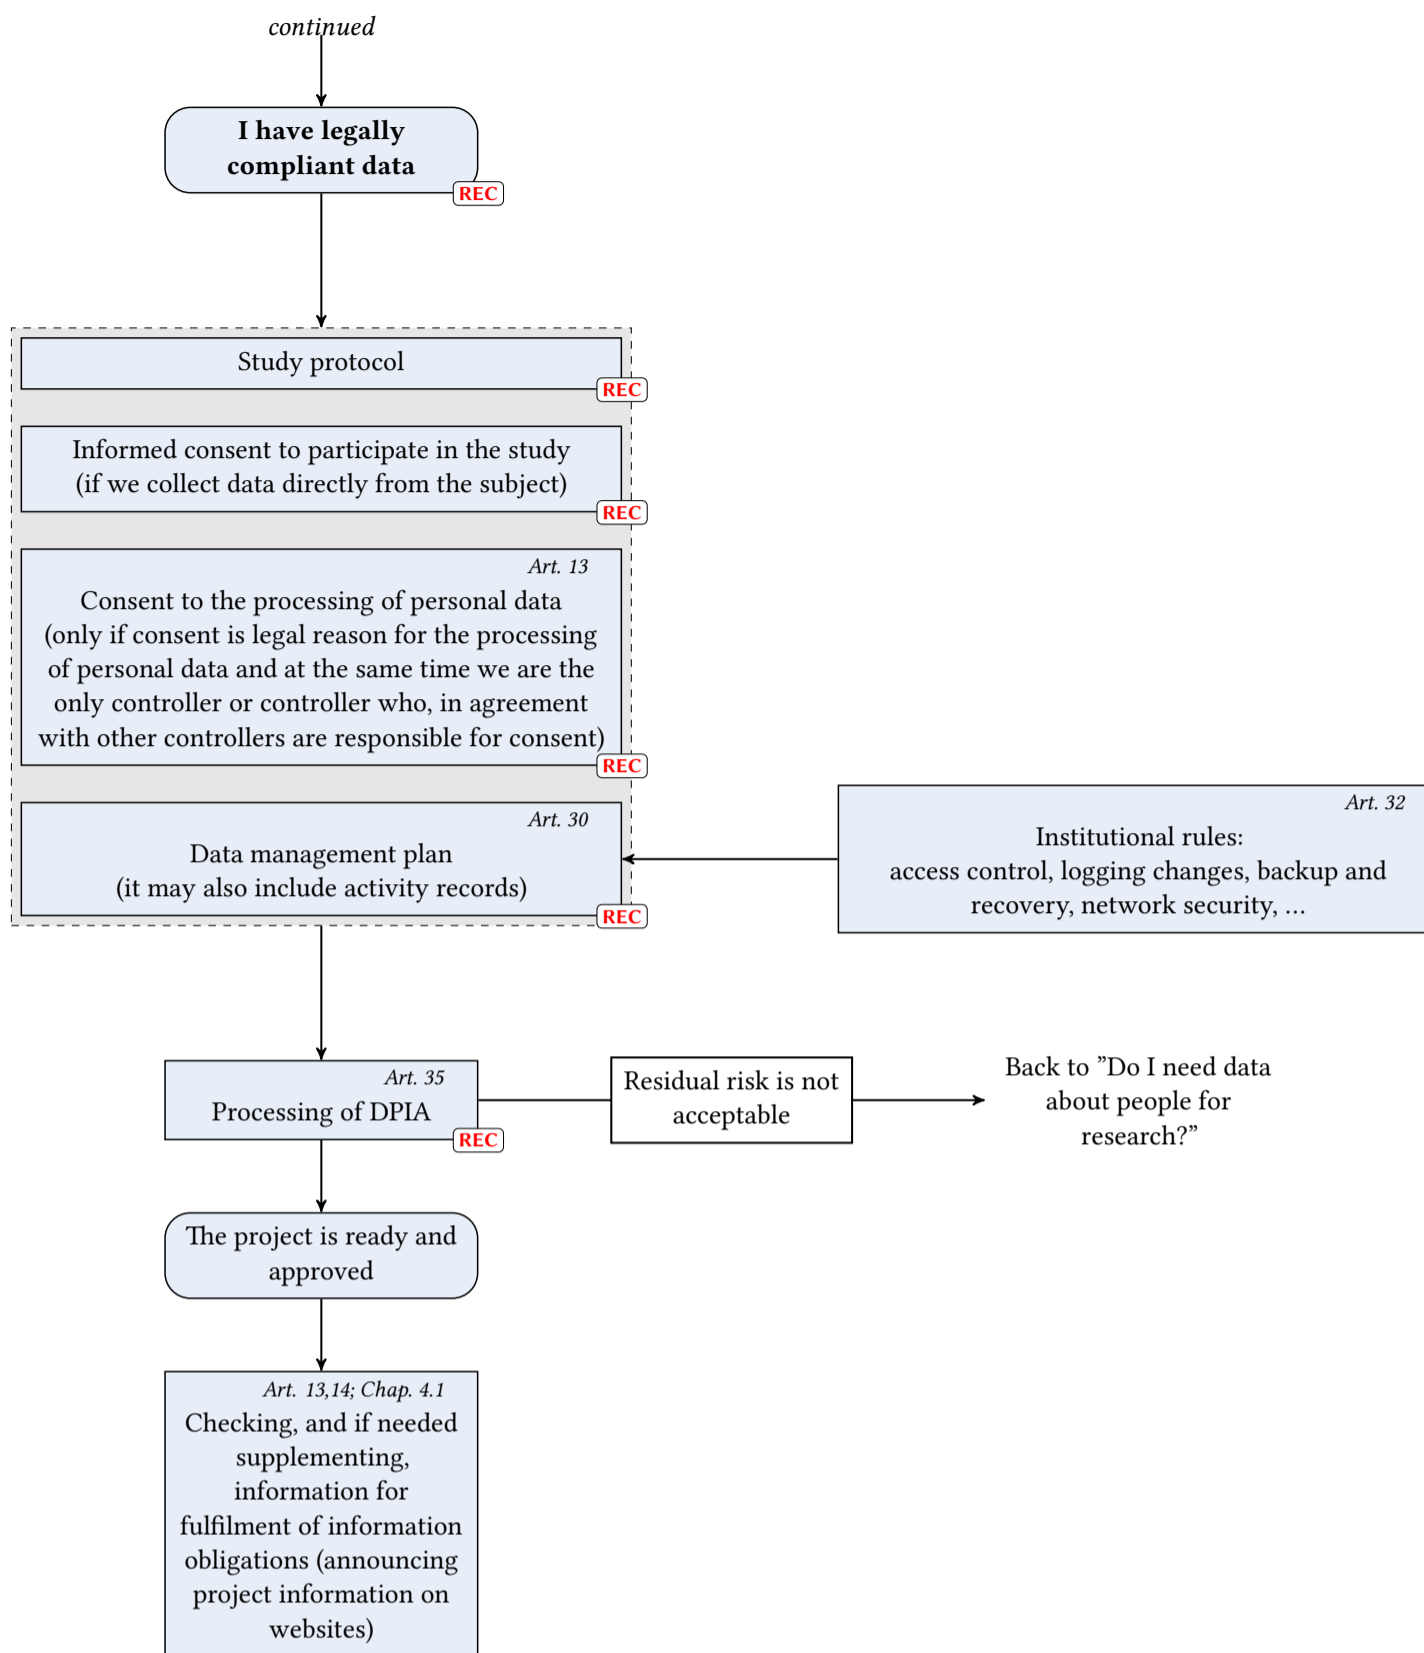 continued
I have legally
compliant data
REC
Study protocol
REC
Informed consent to participate in the study
(if we collect data directly from the subject)
REC
Art. 13
Consent to the processing of personal data
(only if consent is legal reason for the processing
of personal data and at the same time we are the
only controller or controller who, in agreement
with other controllers are responsible for consent)
REC
Art. 30
Data management plan
(it may also include activity records)
REC
Art. 32
Institutional rules:
access control, logging changes, backup and
recovery, network security, ...
Art. 35
Processing of DPIA
REC
Residual risk is not
acceptable
Back to ”Do I need data
about people for
research?”
The project is ready and
approved
Art. 13,14; Chap. 4.1
Checking, and if needed
supplementing,
information for
fulfilment of information
obligations (announcing
project information on
websites)